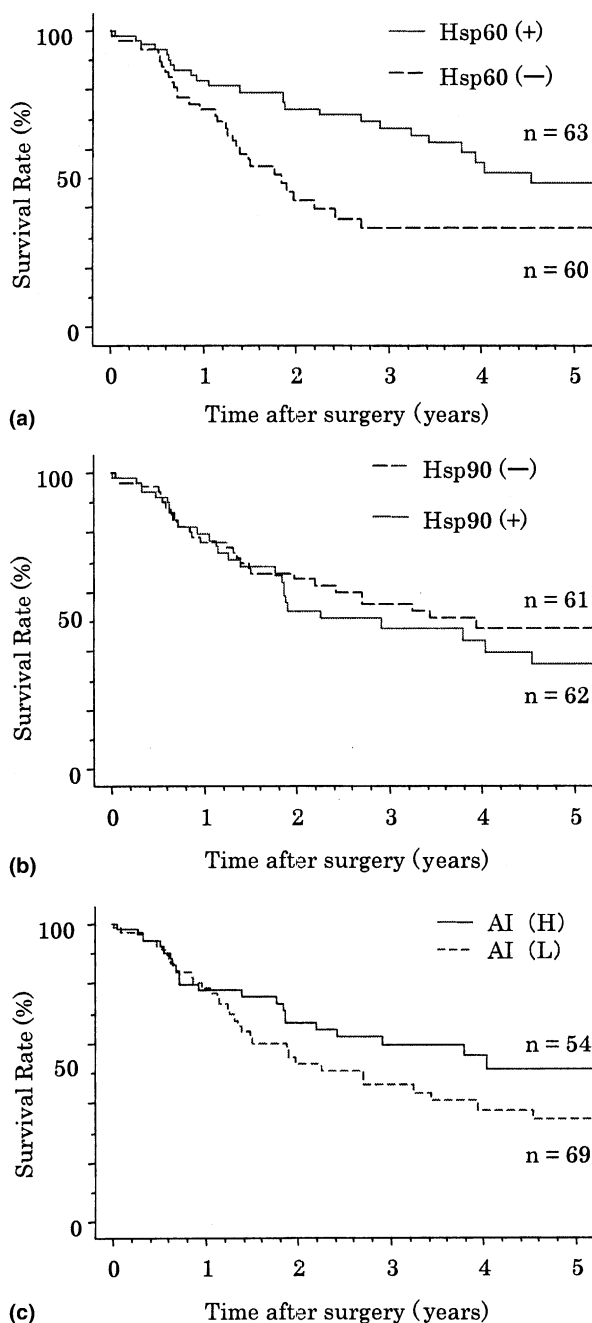 100
50
0
Survival Rate (%)
Hsp60 (+)
Hsp60 (—)
n = 63
n = 60
0 1 2 3 4 5
Time after surgery (years)
(a)
100
50
0
Survival Rate (%)
Hsp90 (—)
Hsp90 (+)
n = 61
n = 62
0 1 2 3 4 5
Time after surgery (years)
(b)
100
50
0
Survival Rate (%)
AI (H)
AI (L)
n = 54
n = 69
0 1 2 3 4 5
Time after surgery (years)
(c)